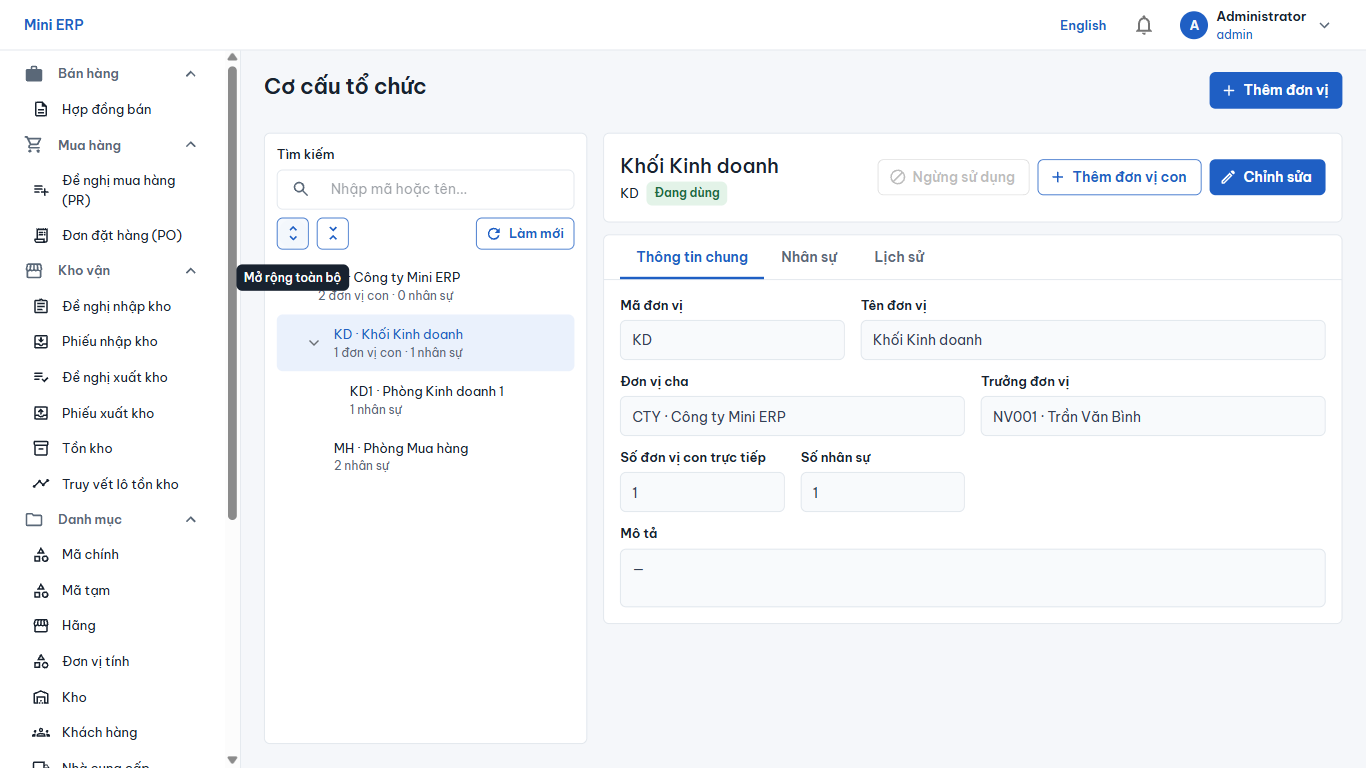 Mini ERP
English
A
Administrator
admin
Bán hàng
Hợp đồng bán
Mua hàng
Đề nghị mua hàng
(PR)
Đơn đặt hàng (PO)
Kho vận
Đề nghị nhập kho
Phiếu nhập kho
Đề nghị xuất kho
Phiếu xuất kho
Tồn kho
Truy vết lô tồn kho
Danh mục
Mã chính
Mã tạm
Hãng
Đơn vị tính
Kho
Khách hàng
Nhà cung cấp
Cơ cấu tổ chức
Thêm đơn vị
Tìm kiếm
Nhập mã hoặc tên...
Làm mới
Mở rộng toàn bộ
· Công ty Mini ERP
2 đơn vị con · 0 nhân sự
KD · Khối Kinh doanh
1 đơn vị con · 1 nhân sự
KD1 · Phòng Kinh doanh 1
1 nhân sự
MH · Phòng Mua hàng
2 nhân sự
Khối Kinh doanh
KD Đang dùng
Ngừng sử dụng
Thêm đơn vị con
Chỉnh sửa
Thông tin chung
Nhân sự
Lịch sử
Mã đơn vị
KD
Tên đơn vị
Khối Kinh doanh
Đơn vị cha
CTY · Công ty Mini ERP
Trưởng đơn vị
NV001 · Trần Văn Bình
Số đơn vị con trực tiếp
1
Số nhân sự
1
Mô tả
—